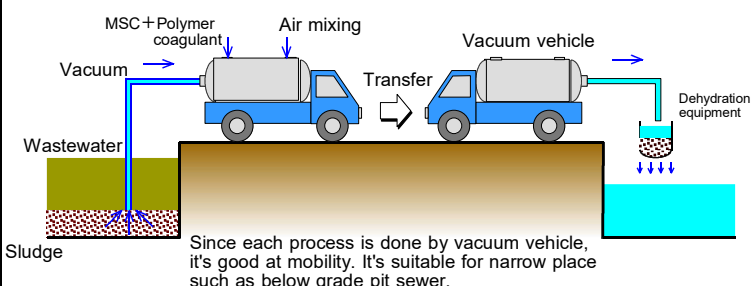 MSC＋Polymer
coagulant
Air mixing
Vacuum
Wastewater
Sludge
Transfer
Vacuum vehicle
Dehydration
equipment
Since each process is done by vacuum vehicle,
it's good at mobility. It's suitable for narrow place
such as below grade pit sewer.